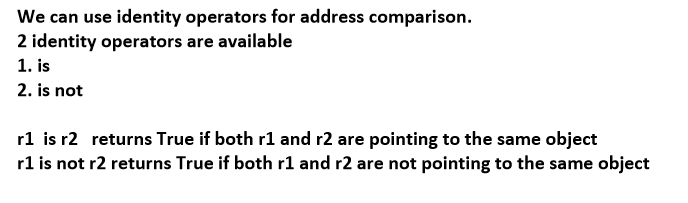 We can use identity operators for address comparison.
2 identity operators are available
1. is
2. is not
r1 is r2 returns True if both r1 and r2 are pointing to the same object
r1 is not r2 returns True if both r1 and r2 are not pointing to the same object